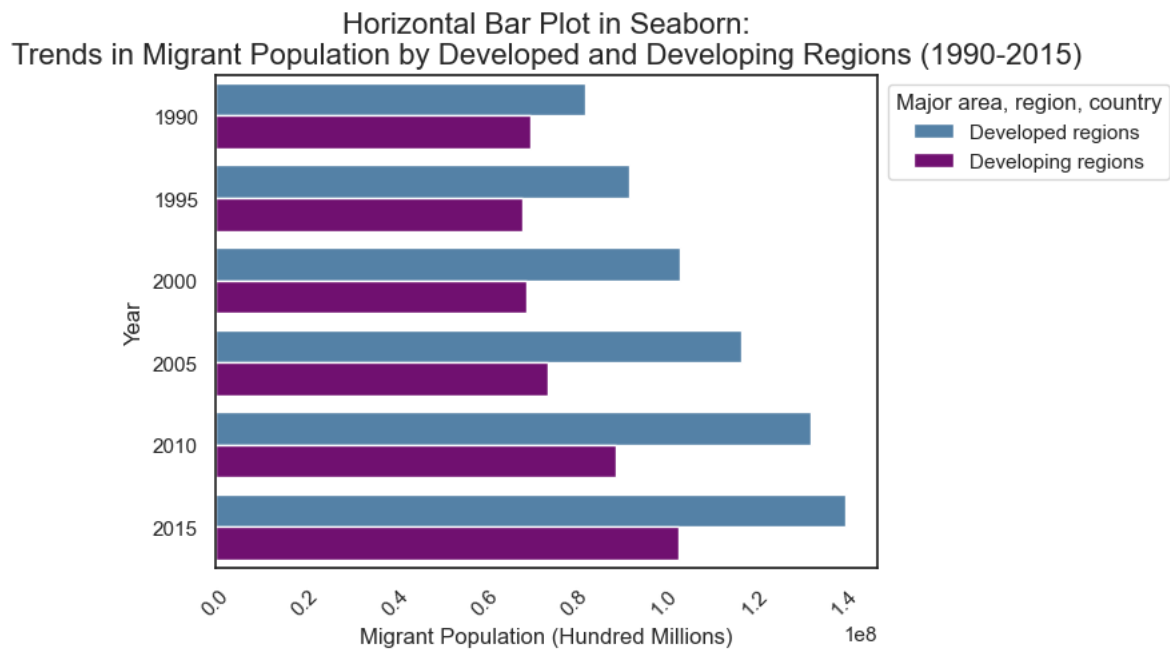 Horizontal Bar Plot in Seaborn:
Trends in Migrant Population by Developed and Developing Regions (1990-2015)
Major area, region, country
Developed regions
Developing regions
Year
1990
1995
2000
2005
2010
2015
0.0
0.2
0.4
0.6
0.8
1.0
1.2
1.4
1e8
Migrant Population (Hundred Millions)